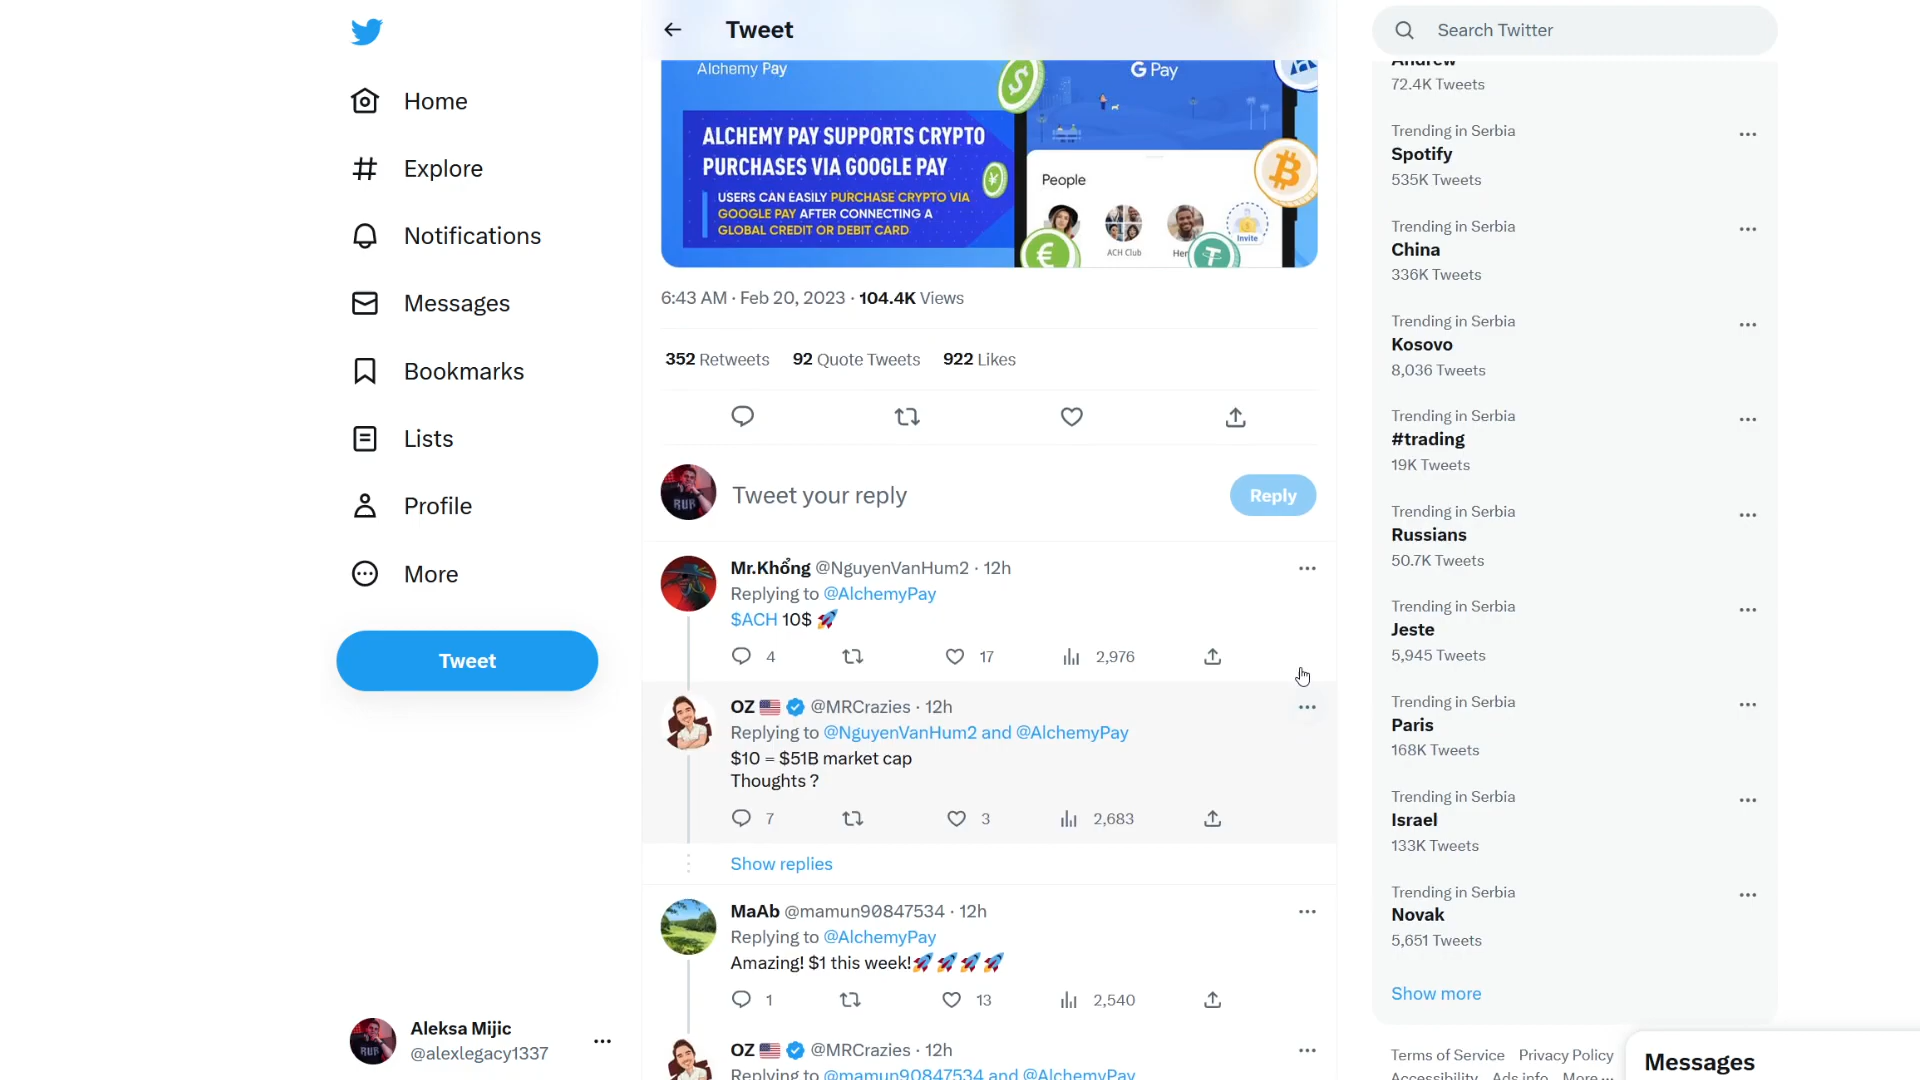 Home
Explore
Notifications
Messages
Bookmarks
Lists
Profile
More
Tweet
Aleksa Mijic
@alexlegacy1337
Tweet
Alchemy Pay
G Pay
ALCHEMY PAY SUPPORTS CRYPTO
PURCHASES VIA GOOGLE PAY
USERS CAN EASILY PURCHASE CRYPTO VIA
GOOGLE PAY AFTER CONNECTING A
GLOBAL CREDIT OR DEBIT CARD
People
ACH Club
Her
Invite
6:43 AM · Feb 20, 2023 · 104.4K Views
352 Retweets 92 Quote Tweets 922 Likes
RUR
Tweet your reply
Reply
Mr.Khổng @NguyenVanHum2 · 12h
Replying to @AlchemyPay
$ACH 10$ 🚀
4 17 2,976
OZ 🇺🇸 @MRCrazies · 12h
Replying to @NguyenVanHum2 and @AlchemyPay
$10 = $51B market cap
Thoughts ?
7 3 2,683
Show replies
MaAb @mamun90847534 · 12h
Replying to @AlchemyPay
Amazing! $1 this week!🚀🚀🚀🚀
1 13 2,540
OZ 🇺🇸 @MRCrazies · 12h
Replying to @mamun90847534 and @AlchemyPay
Search Twitter
Andrew
72.4K Tweets
Trending in Serbia
Spotify
535K Tweets
Trending in Serbia
China
336K Tweets
Trending in Serbia
Kosovo
8,036 Tweets
Trending in Serbia
#trading
19K Tweets
Trending in Serbia
Russians
50.7K Tweets
Trending in Serbia
Jeste
5,945 Tweets
Trending in Serbia
Paris
168K Tweets
Trending in Serbia
Israel
133K Tweets
Trending in Serbia
Novak
5,651 Tweets
Show more
Terms of Service Privacy Policy
Accessibility Ads info More ...
Messages